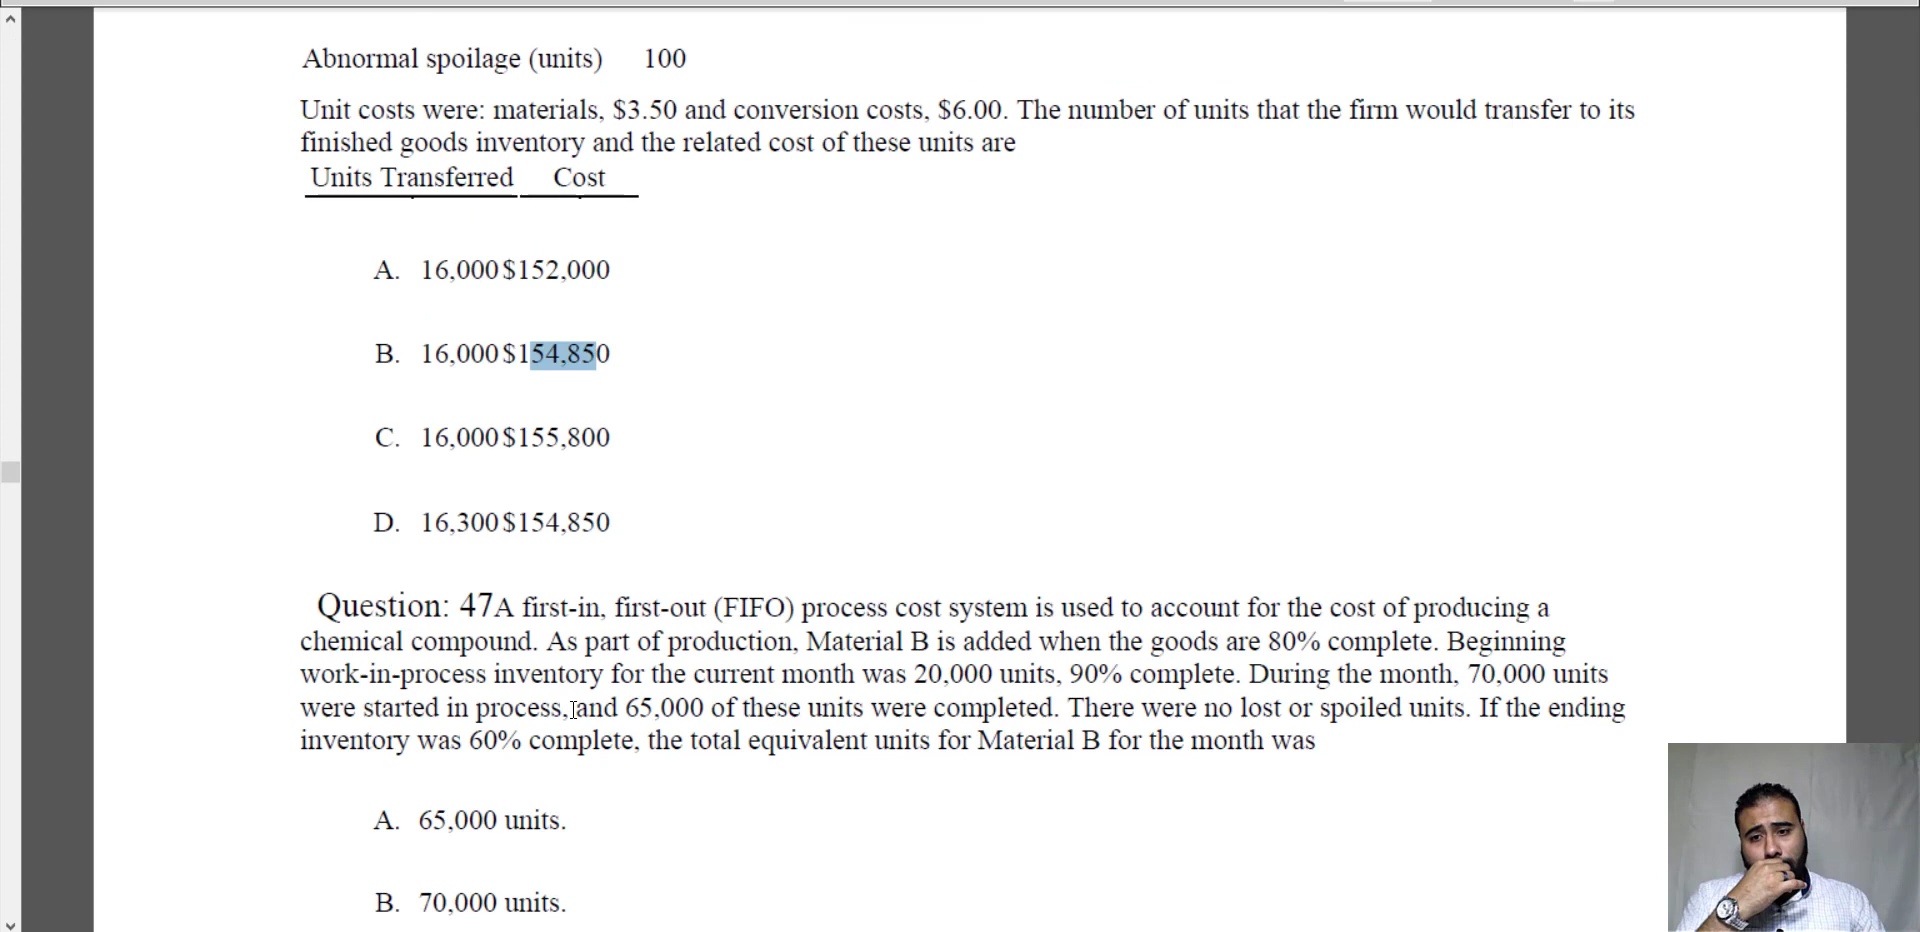 Abnormal spoilage (units) 100
Unit costs were: materials, $3.50 and conversion costs, $6.00. The number of units that the firm would transfer to its
finished goods inventory and the related cost of these units are
Units Transferred Cost
A. 16,000 $152,000
B. 16,000 $154,850
C. 16,000 $155,800
D. 16,300 $154,850
Question: 47A first-in, first-out (FIFO) process cost system is used to account for the cost of producing a
chemical compound. As part of production, Material B is added when the goods are 80% complete. Beginning
work-in-process inventory for the current month was 20,000 units, 90% complete. During the month, 70,000 units
were started in process, and 65,000 of these units were completed. There were no lost or spoiled units. If the ending
inventory was 60% complete, the total equivalent units for Material B for the month was
A. 65,000 units.
B. 70,000 units.